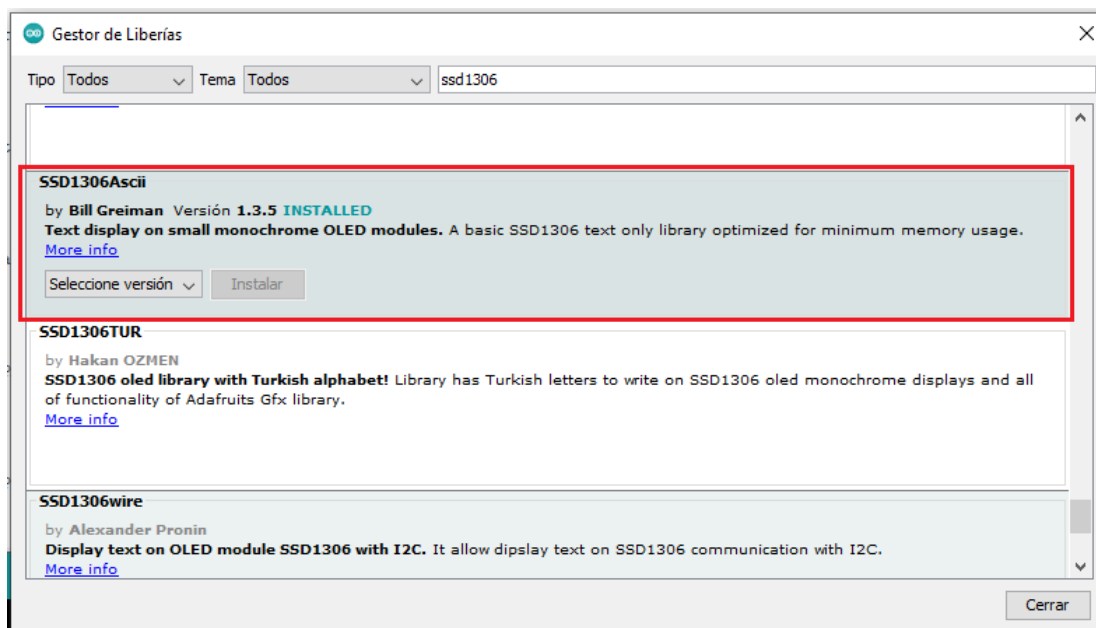 Gestor de Liberías
Tipo Todos Tema Todos ssd1306
SSD1306Ascii
by Bill Greiman Versión 1.3.5 INSTALLED
Text display on small monochrome OLED modules. A basic SSD1306 text only library optimized for minimum memory usage.
More info
Seleccione versión Instalar
SSD1306TUR
by Hakan OZMEN
SSD1306 oled library with Turkish alphabet! Library has Turkish letters to write on SSD1306 oled monochrome displays and all
of functionality of Adafruits Gfx library.
More info
SSD1306wire
by Alexander Pronin
Display text on OLED module SSD1306 with I2C. It allow dipslay text on SSD1306 communication with I2C.
More info
Cerrar